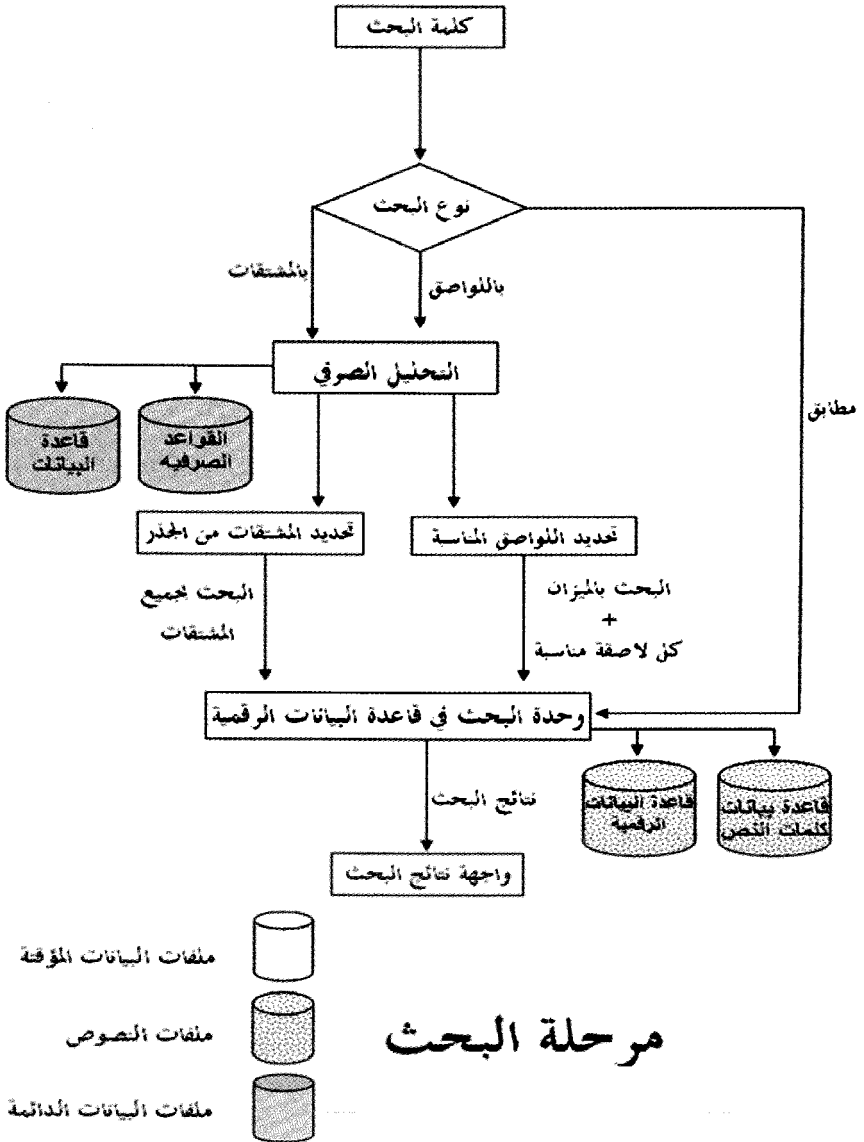 كلمة البحث
نوع البحث
بالمشتقات
باللواصق
مطابق
التحليل الصرفي
القواعد
الصرفيه
قاعدة
البيانات
تحديد اللواصق المناسبة
تحديد المشتقات من الجذر
البحث بالميزان
+
كل لاصقة مناسبة
البحث بجميع
المشتقات
وحدة البحث في قاعدة البيانات الرقمية
قاعدة بيانات
كلمات النص
قاعدة البيانات
الرقمية
نتائج البحث
واجهة نتائج البحث
ملفات البيانات المؤقتة
ملفات النصوص
ملفات البيانات الدائمة
مرحلة البحث